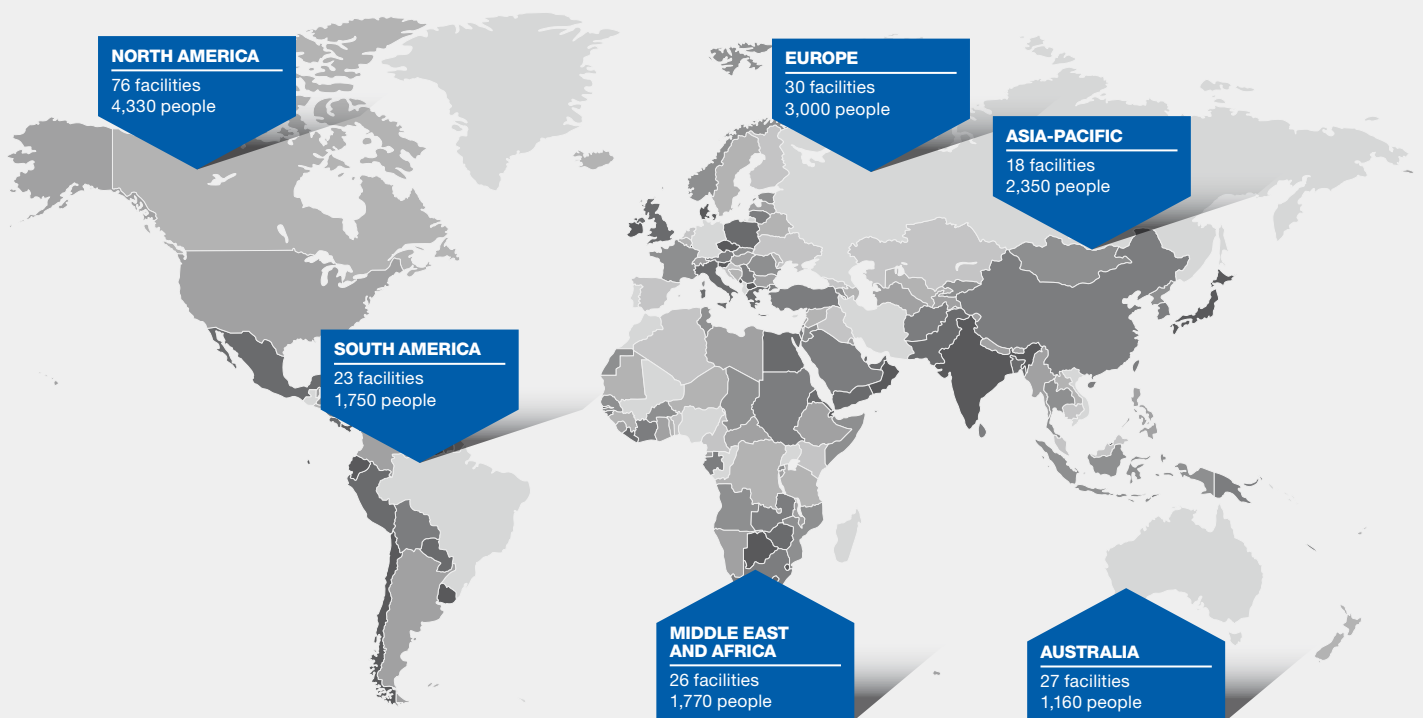 NORTH AMERICA
76 facilities
4,330 people
EUROPE
30 facilities
3,000 people
ASIA-PACIFIC
18 facilities
2,350 people
SOUTH AMERICA
23 facilities
1,750 people
MIDDLE EAST
AND AFRICA
26 facilities
1,770 people
AUSTRALIA
27 facilities
1,160 people